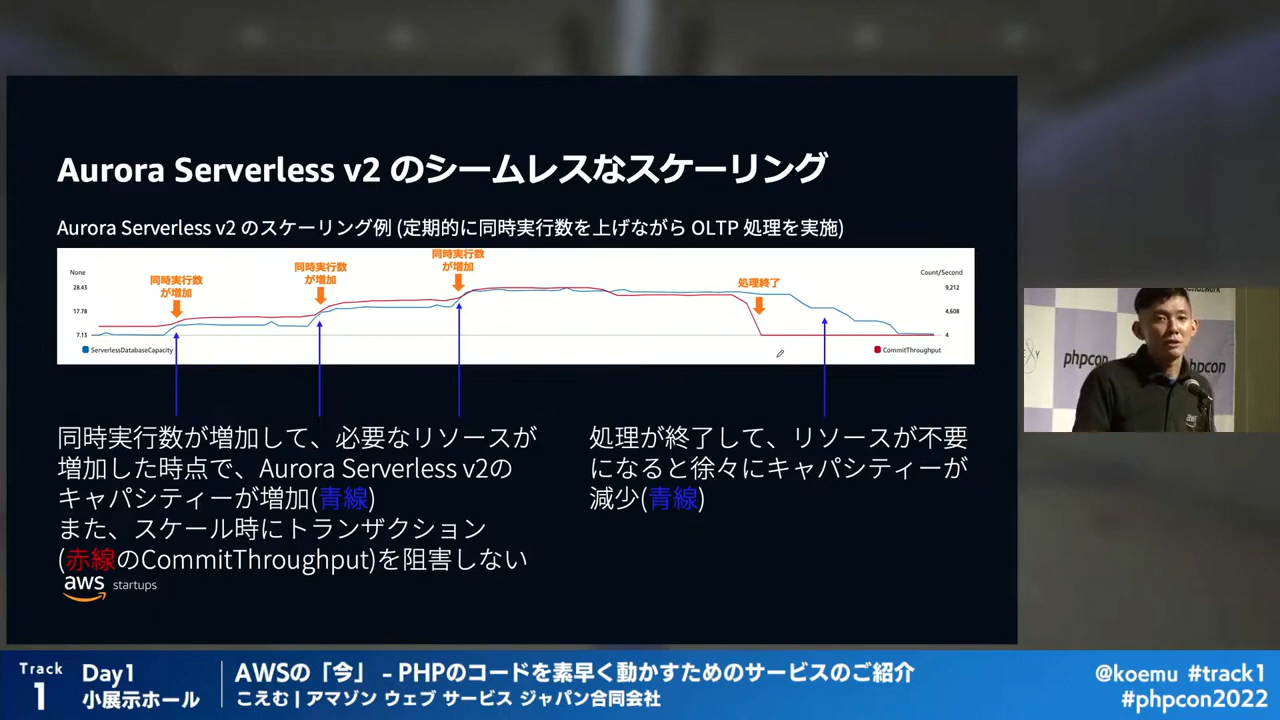 Aurora Serverless v2 のシームレスなスケーリング
Aurora Serverless v2 のスケーリング例 (定期的に同時実行数を上げながら OLTP 処理を実施)
None
28.43
17.78
7.13
同時実行数
が増加
同時実行数
が増加
同時実行数
が増加
処理終了
Count/Second
9,212
4,608
4
ServerlessDatabaseCapacity
CommitThroughput
同時実行数が増加して、必要なリソースが
増加した時点で、Aurora Serverless v2の
キャパシティーが増加(青線)
また、スケール時にトランザクション
(赤線のCommitThroughput)を阻害しない
処理が終了して、リソースが不要
になると徐々にキャパシティーが
減少(青線)
aws startups
phpcon
phpcon
aws
Track
1
Day1
小展示ホール
AWSの「今」 – PHPのコードを素早く動かすためのサービスのご紹介
こえむ | アマゾン ウェブ サービス ジャパン合同会社
@koemu #track1
#phpcon2022